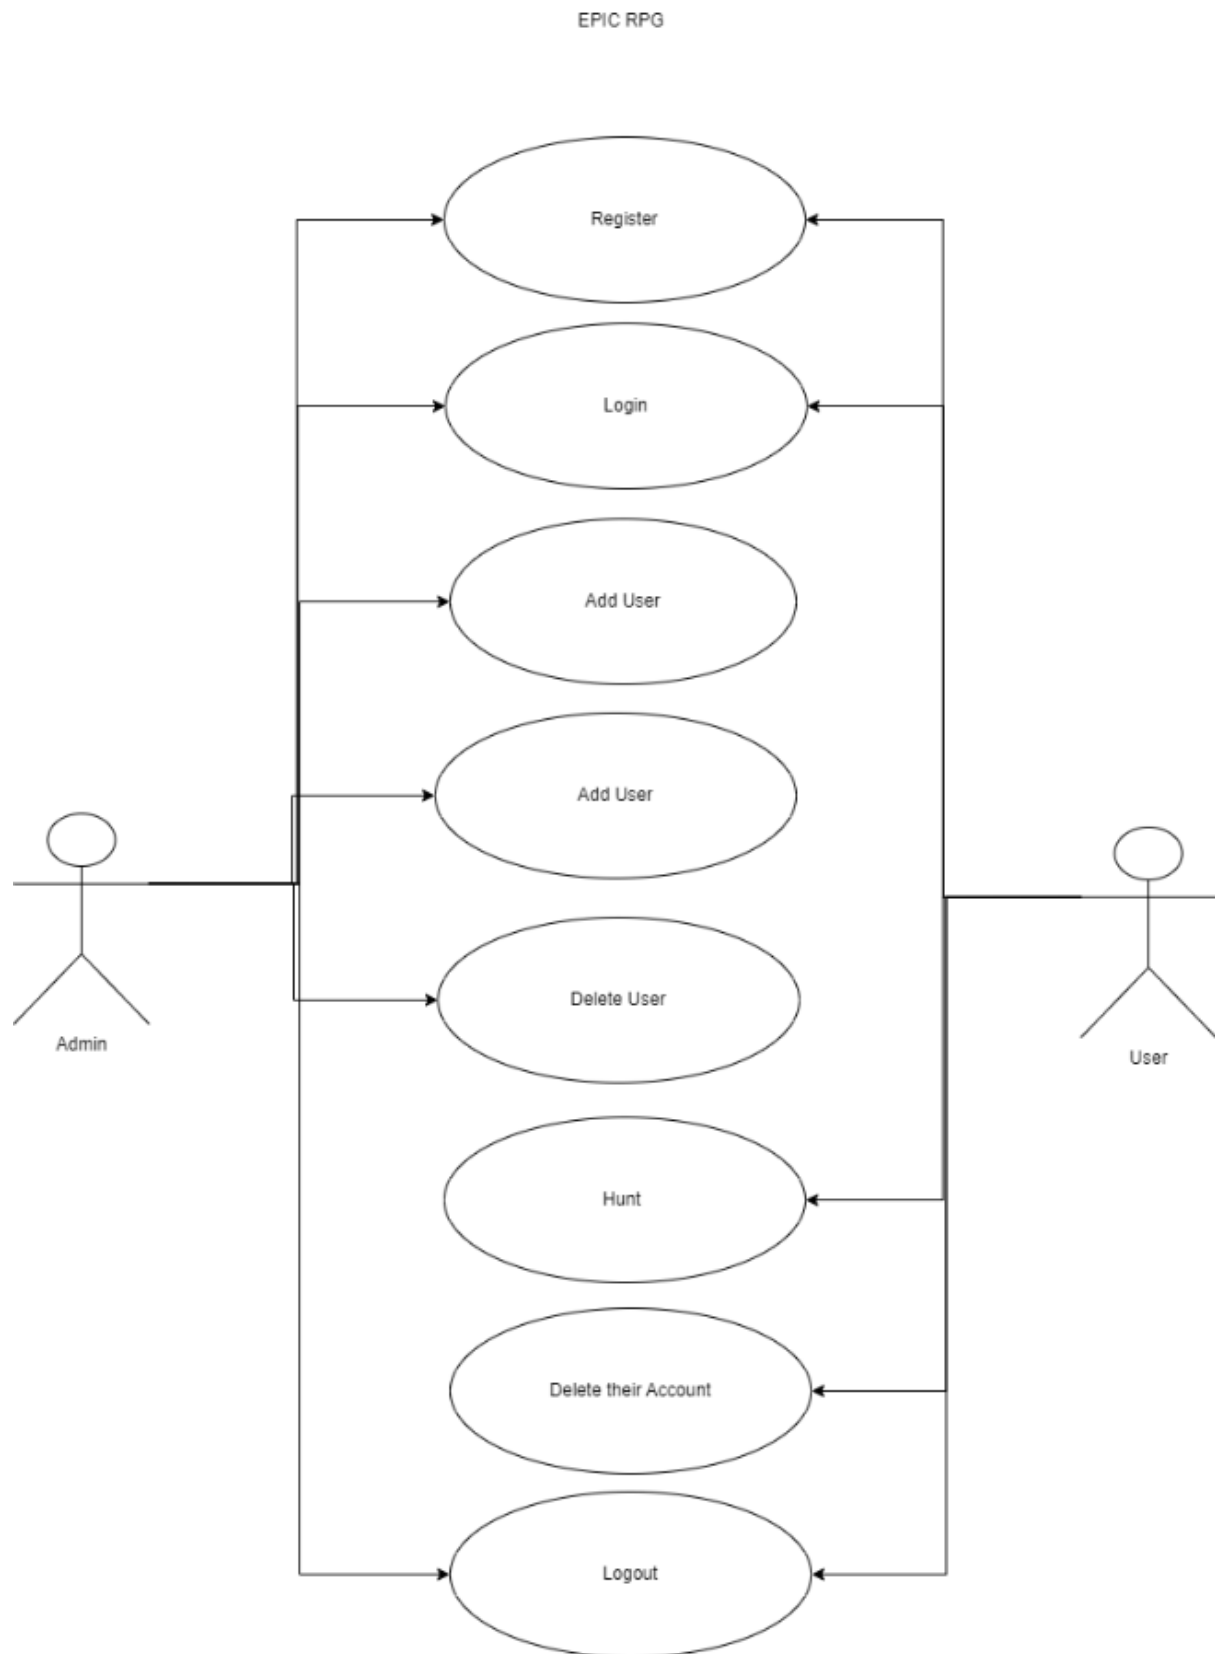 EPIC RPG
Register
Login
Add User
Add User
Delete User
Admin
User
Hunt
Delete their Account
Logout